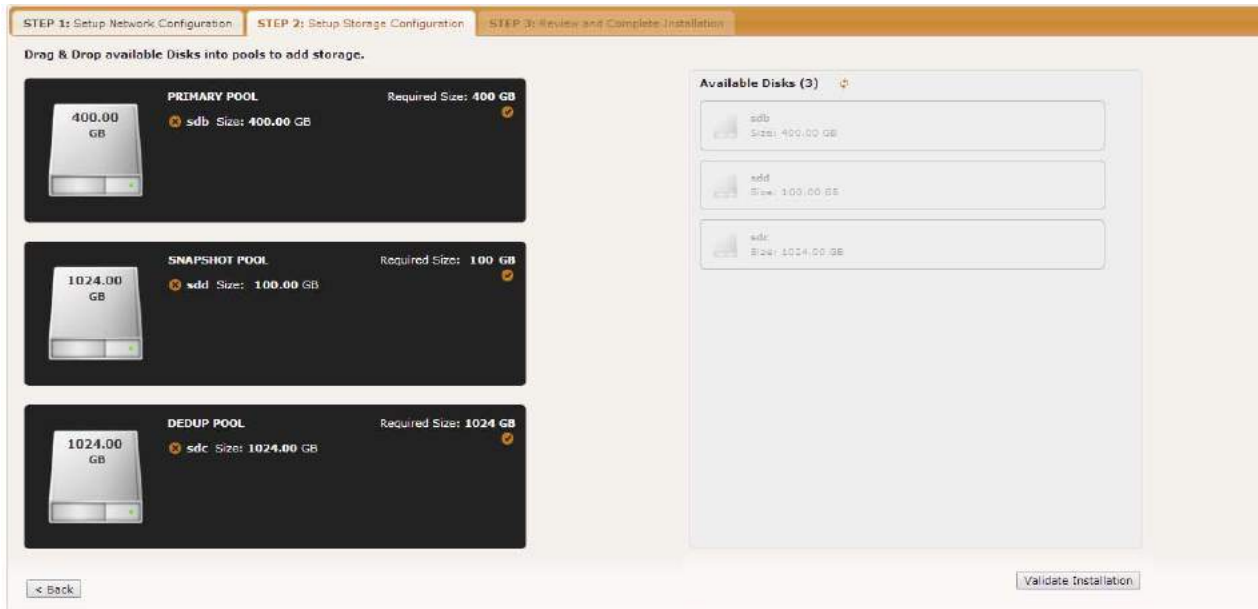 STEP 1: Setup Network Configuration
STEP 2: Setup Storage Configuration
STEP 3: Review and Complete Installation
Drag & Drop available Disks into pools to add storage.
400.00
GB
PRIMARY POOL
Required Size: 400 GB
sdb Size: 400.00 GB
1024.00
GB
SNAPSHOT POOL
Required Size: 100 GB
sdd Size: 100.00 GB
1024.00
GB
DEDUP POOL
Required Size: 1024 GB
sdc Size: 1024.00 GB
Available Disks (3)
sdb
Size: 400.00 GB
sdd
Size: 100.00 GB
sdc
Size: 1024.00 GB
< Back
Validate Installation